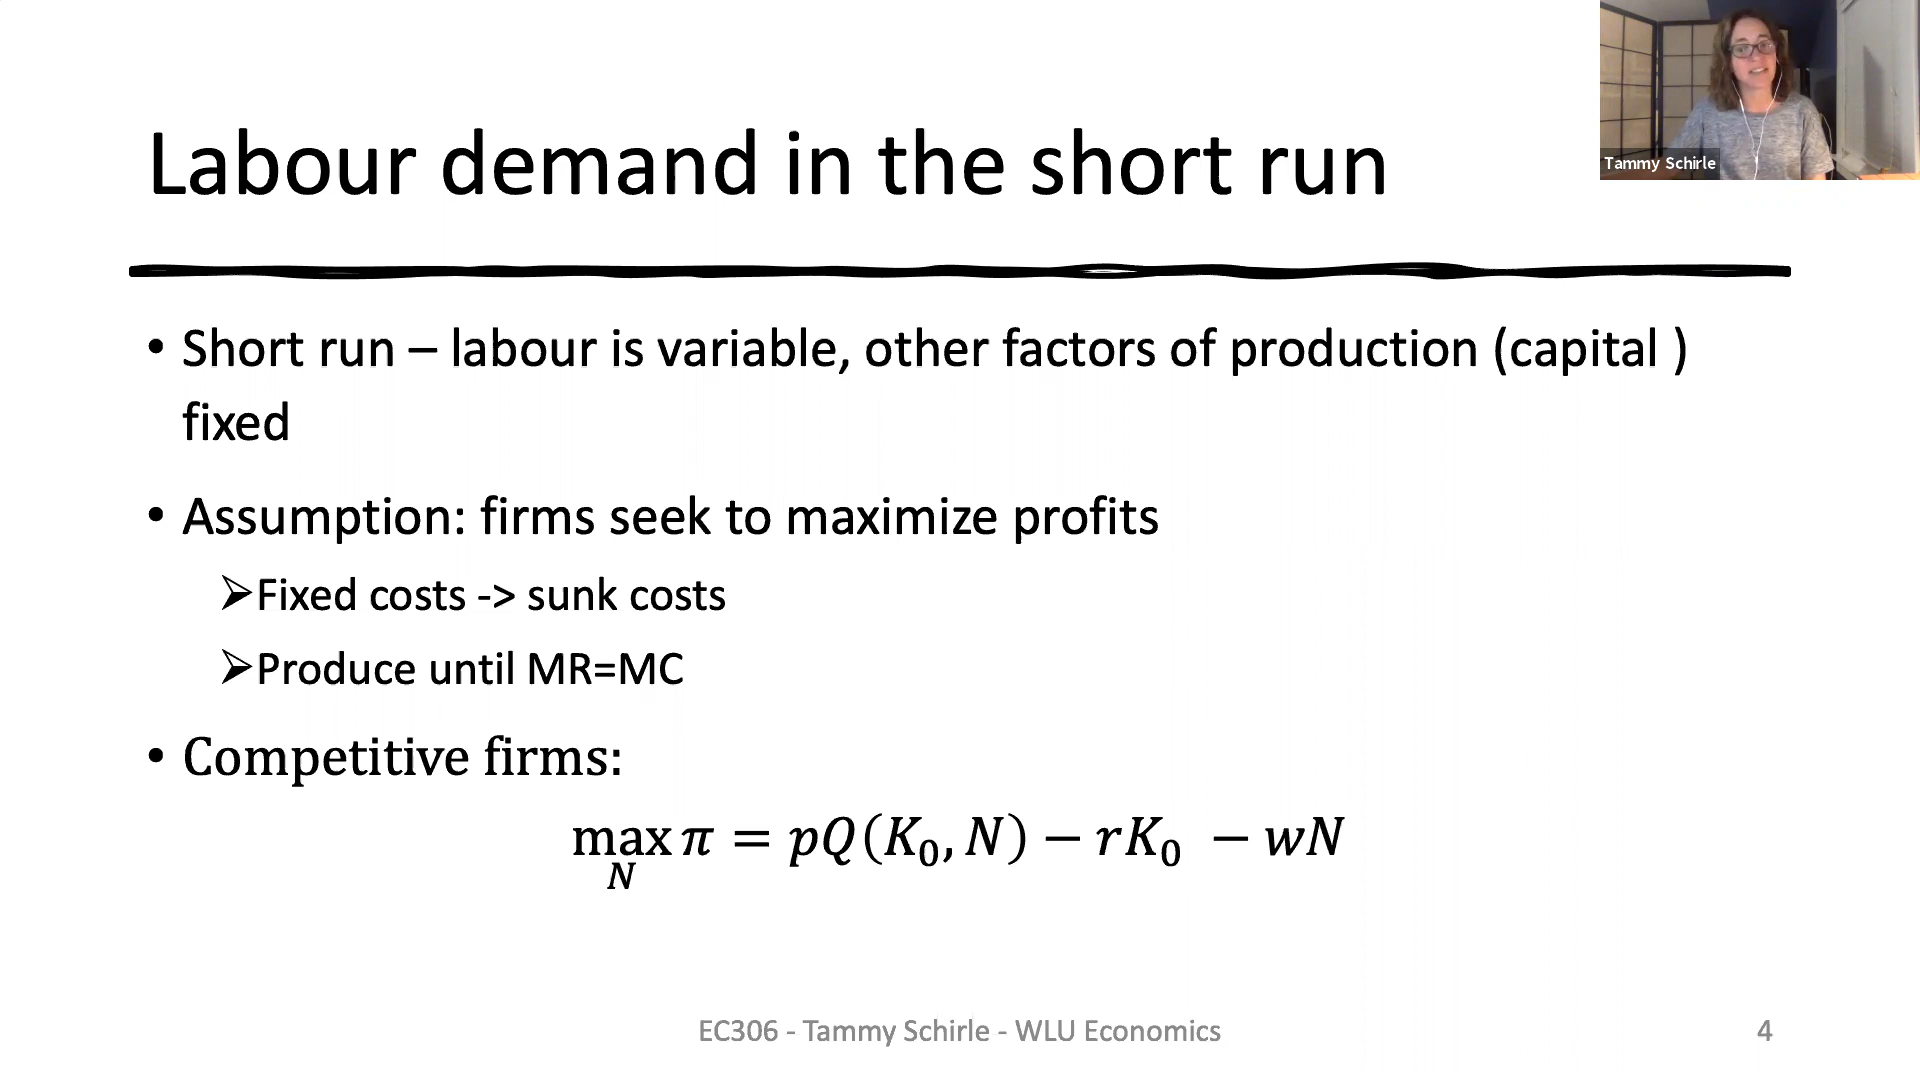 Tammy Schirle
Labour demand in the short run
• Short run – labour is variable, other factors of production (capital )
fixed
• Assumption: firms seek to maximize profits
➢Fixed costs -> sunk costs
➢Produce until MR=MC
• Competitive firms:
max π = pQ(K₀, N) − rK₀ − wN
N
EC306 - Tammy Schirle - WLU Economics
4